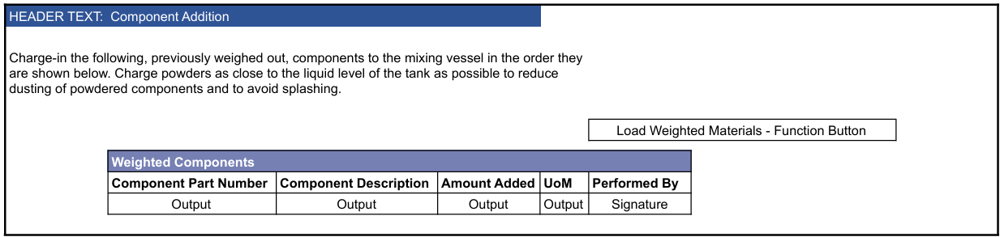 HEADER TEXT: Component Addition
Charge-in the following, previously weighed out, components to the mixing vessel in the order they
are shown below. Charge powders as close to the liquid level of the tank as possible to reduce
dusting of powdered components and to avoid splashing.
Load Weighted Materials - Function Button
Weighted Components
Component Part Number Component Description Amount Added UoM Performed By
Output Output Output Output Signature